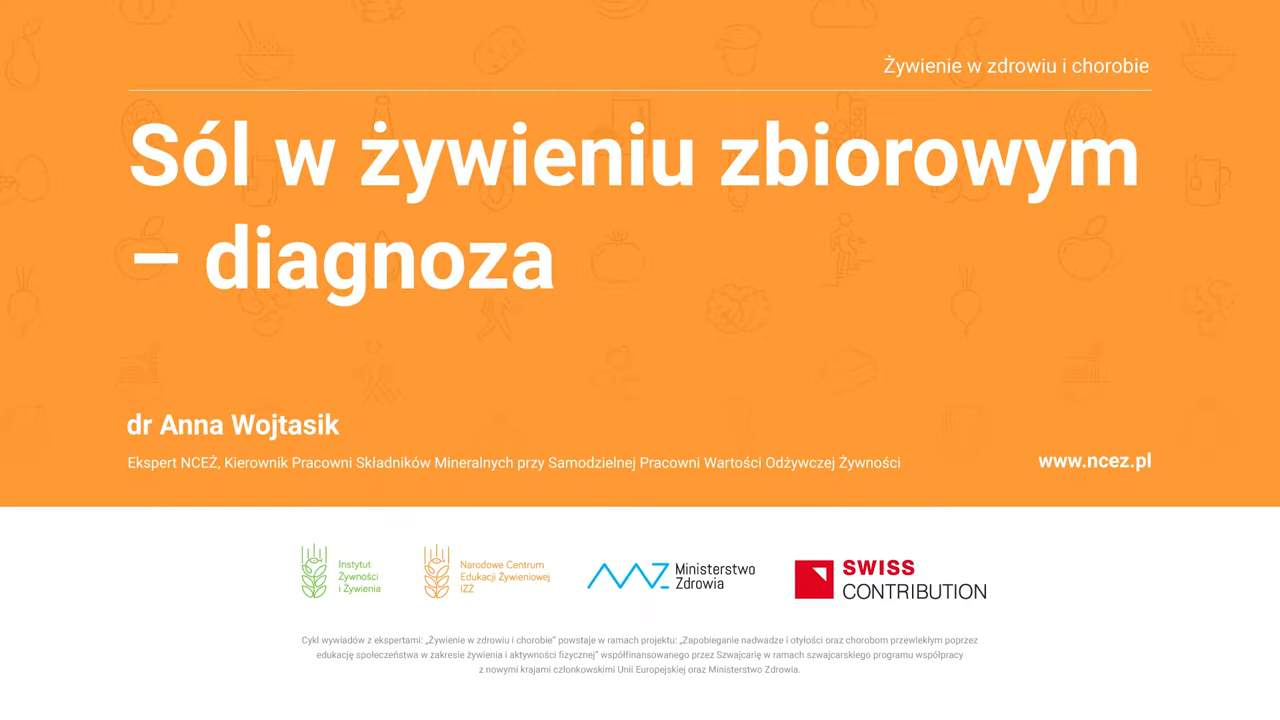 Żywienie w zdrowiu i chorobie
Sól w żywieniu zbiorowym
– diagnoza
dr Anna Wojtasik
Ekspert NCEŻ, Kierownik Pracowni Składników Mineralnych przy Samodzielnej Pracowni Wartości Odżywczej Żywności
www.ncez.pl
Instytut
Żywności
i Żywienia
Narodowe Centrum
Edukacji Żywieniowej
IŻŻ
Ministerstwo
Zdrowia
SWISS
CONTRIBUTION
Cykl wywiadów z ekspertami: „Żywienie w zdrowiu i chorobie” powstaje w ramach projektu: „Zapobieganie nadwadze i otyłości oraz chorobom przewlekłym poprzez
edukację społeczeństwa w zakresie żywienia i aktywności fizycznej” współfinansowanego przez Szwajcarię w ramach szwajcarskiego programu współpracy
z nowymi krajami członkowskimi Unii Europejskiej oraz Ministerstwo Zdrowia.